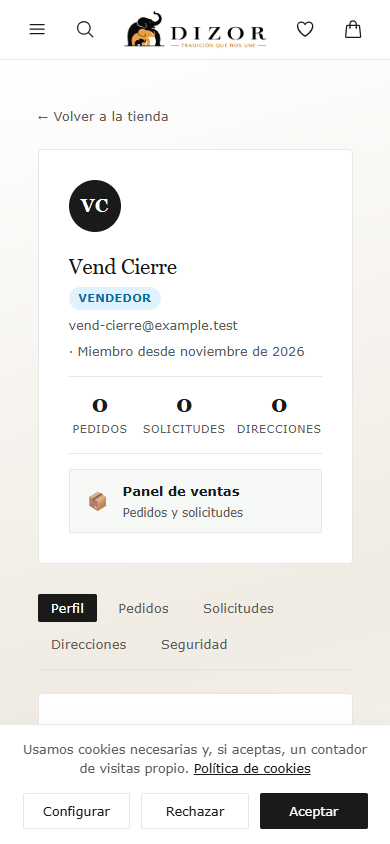 DIZOR
TRADICIÓN QUE NOS UNE
← Volver a la tienda
VC
Vend Cierre
VENDEDOR
vend-cierre@example.test
· Miembro desde noviembre de 2026
0 0 0
PEDIDOS SOLICITUDES DIRECCIONES
Panel de ventas
Pedidos y solicitudes
Perfil Pedidos Solicitudes
Direcciones Seguridad
Usamos cookies necesarias y, si aceptas, un contador
de visitas propio. Política de cookies
Configurar Rechazar Aceptar